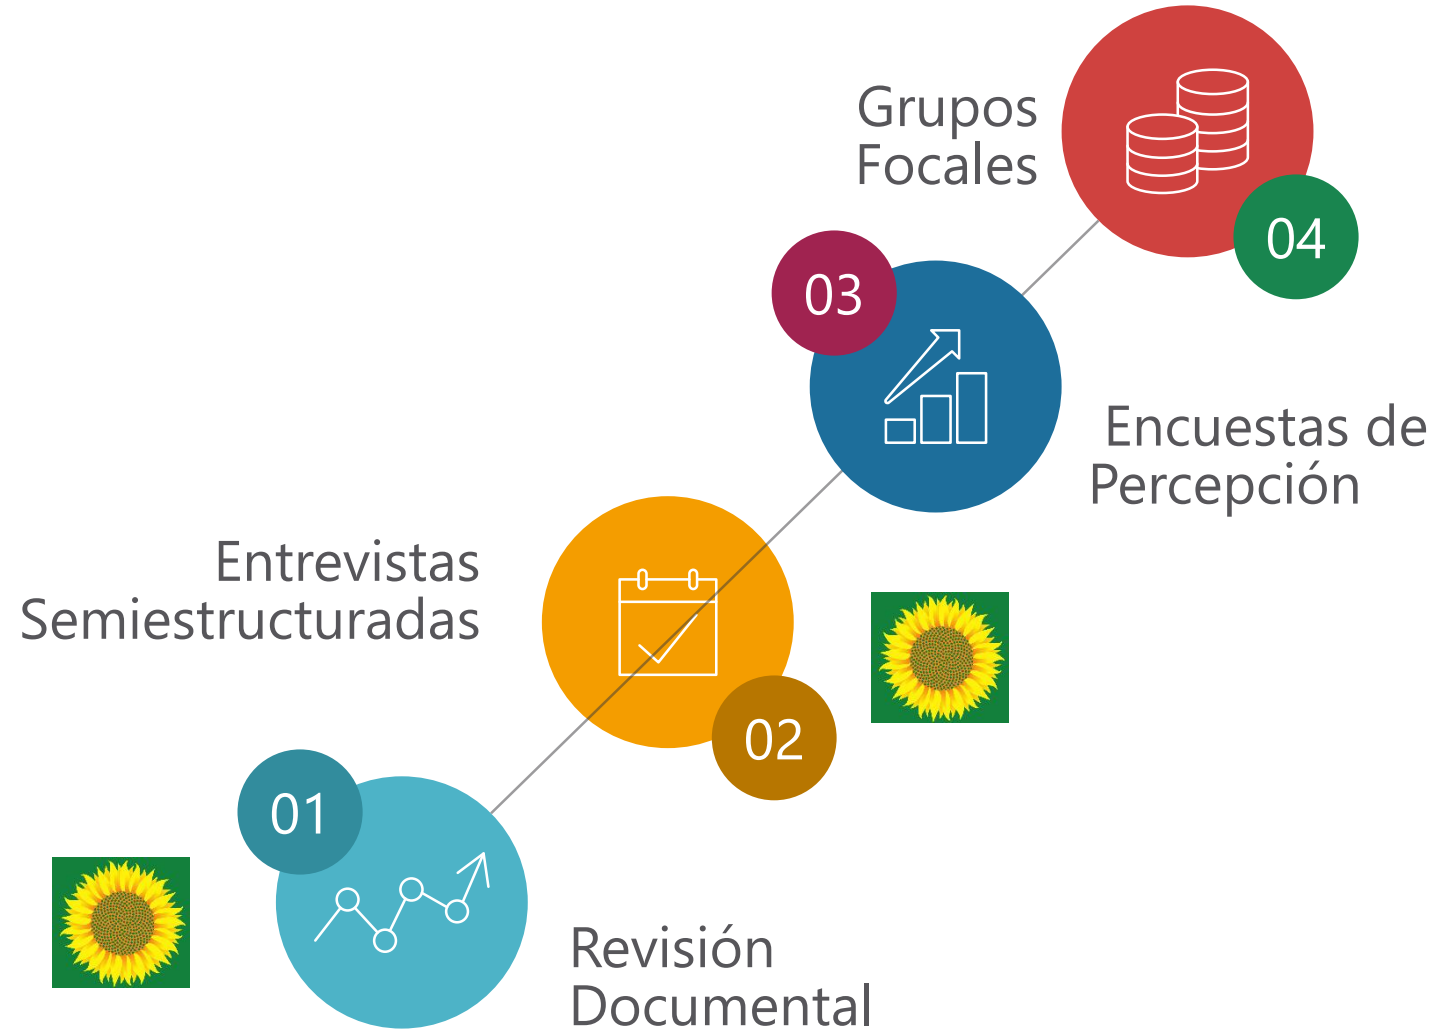 Grupos
Focales
04
03
Encuestas de
Percepción
Entrevistas
Semiestructuradas
02
01
Revisión
Documental